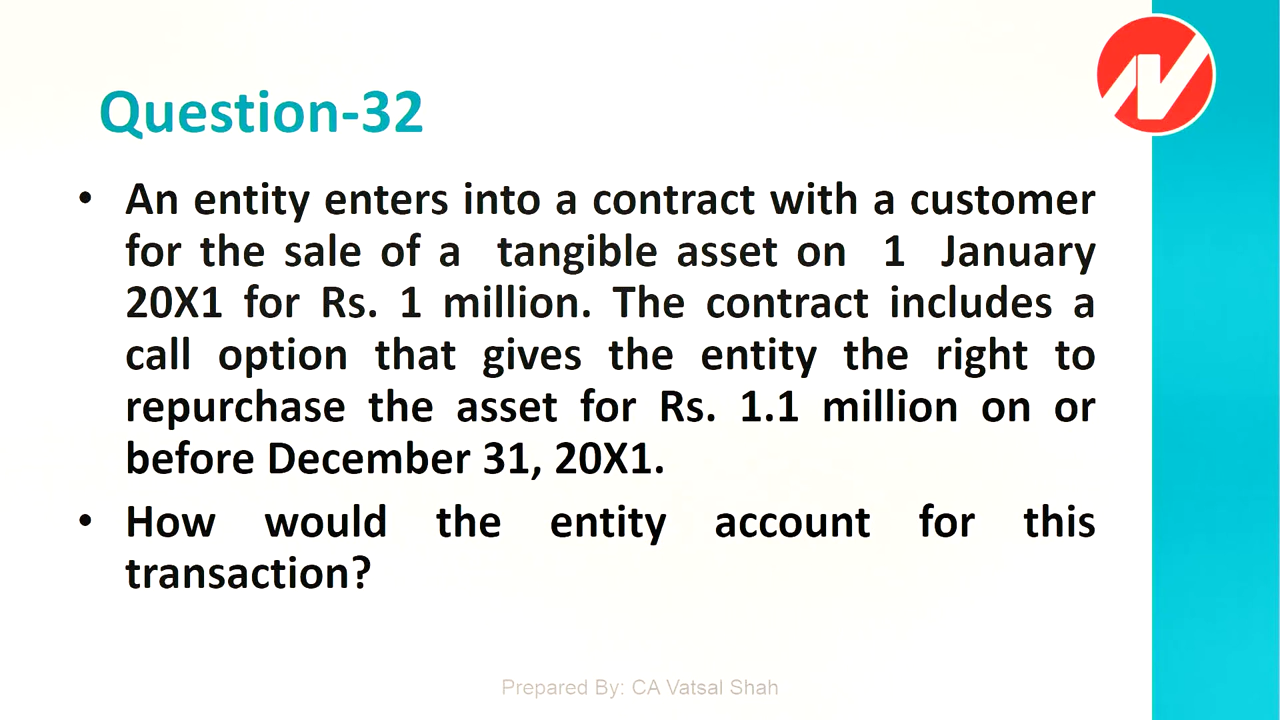 Question-32
• An entity enters into a contract with a customer
for the sale of a tangible asset on 1 January
20X1 for Rs. 1 million. The contract includes a
call option that gives the entity the right to
repurchase the asset for Rs. 1.1 million on or
before December 31, 20X1.
• How would the entity account for this
transaction?
Prepared By: CA Vatsal Shah